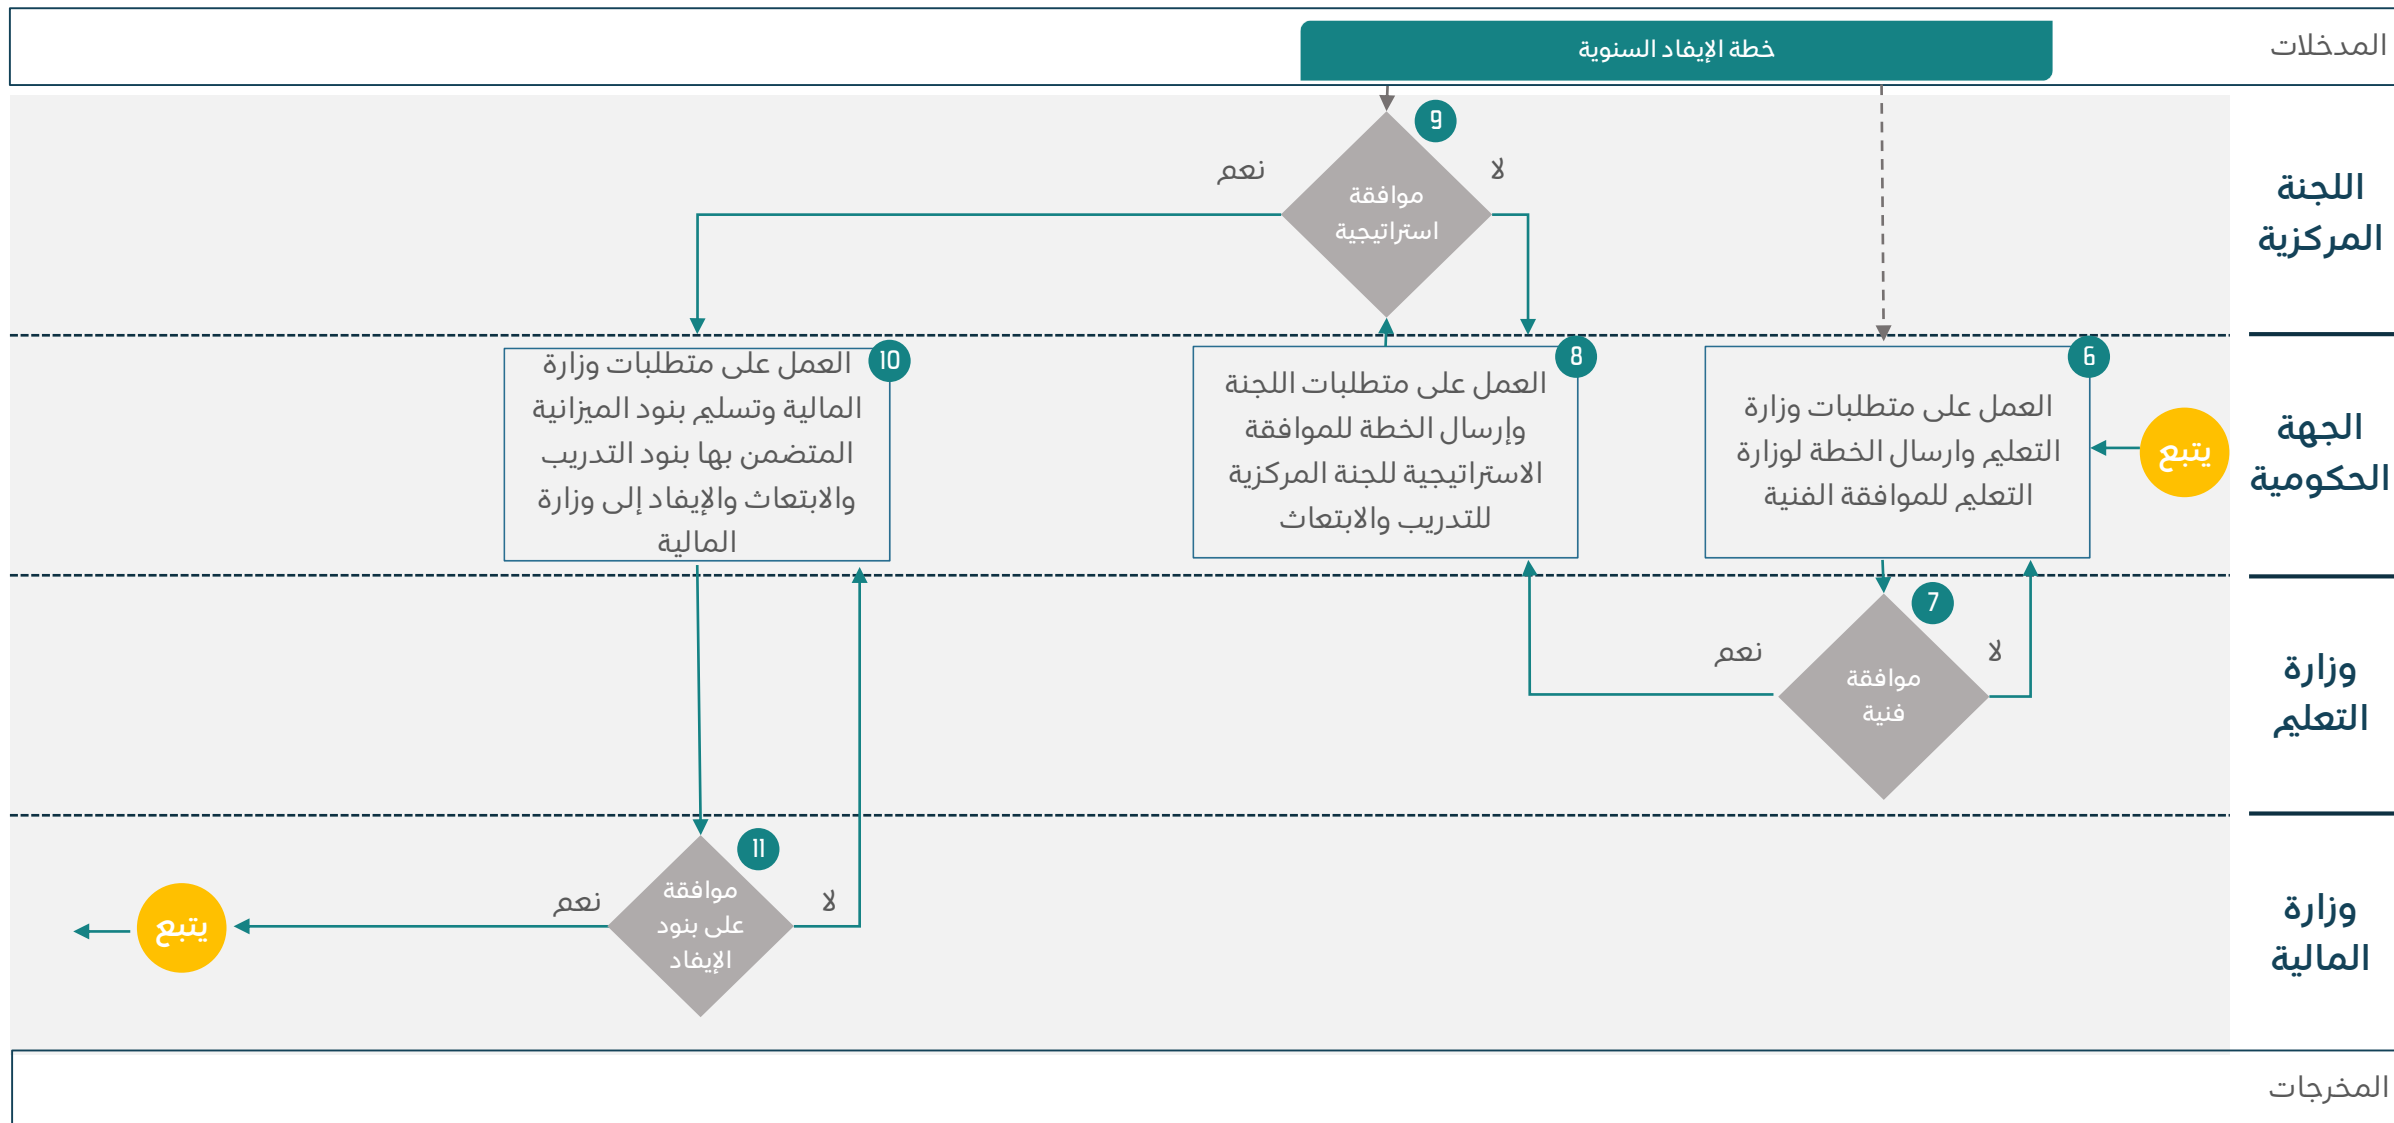 المدخلات
خطة الإيفاد السنوية
اللجنة
المركزية
9
موافقة
استراتيجية
لا
نعم
الجهة
الحكومية
يتبع
6
العمل على متطلبات وزارة
التعليم وارسال الخطة لوزارة
التعليم للموافقة الفنية
8
العمل على متطلبات اللجنة
وإرسال الخطة للموافقة
الاستراتيجية للجنة المركزية
للتدريب والابتعاث
10
العمل على متطلبات وزارة
المالية وتسليم بنود الميزانية
المتضمن بها بنود التدريب
والابتعاث والإيفاد إلى وزارة
المالية
وزارة
التعليم
7
موافقة
فنية
لا
نعم
وزارة
المالية
11
موافقة
على بنود
الإيفاد
لا
نعم
يتبع
المخرجات